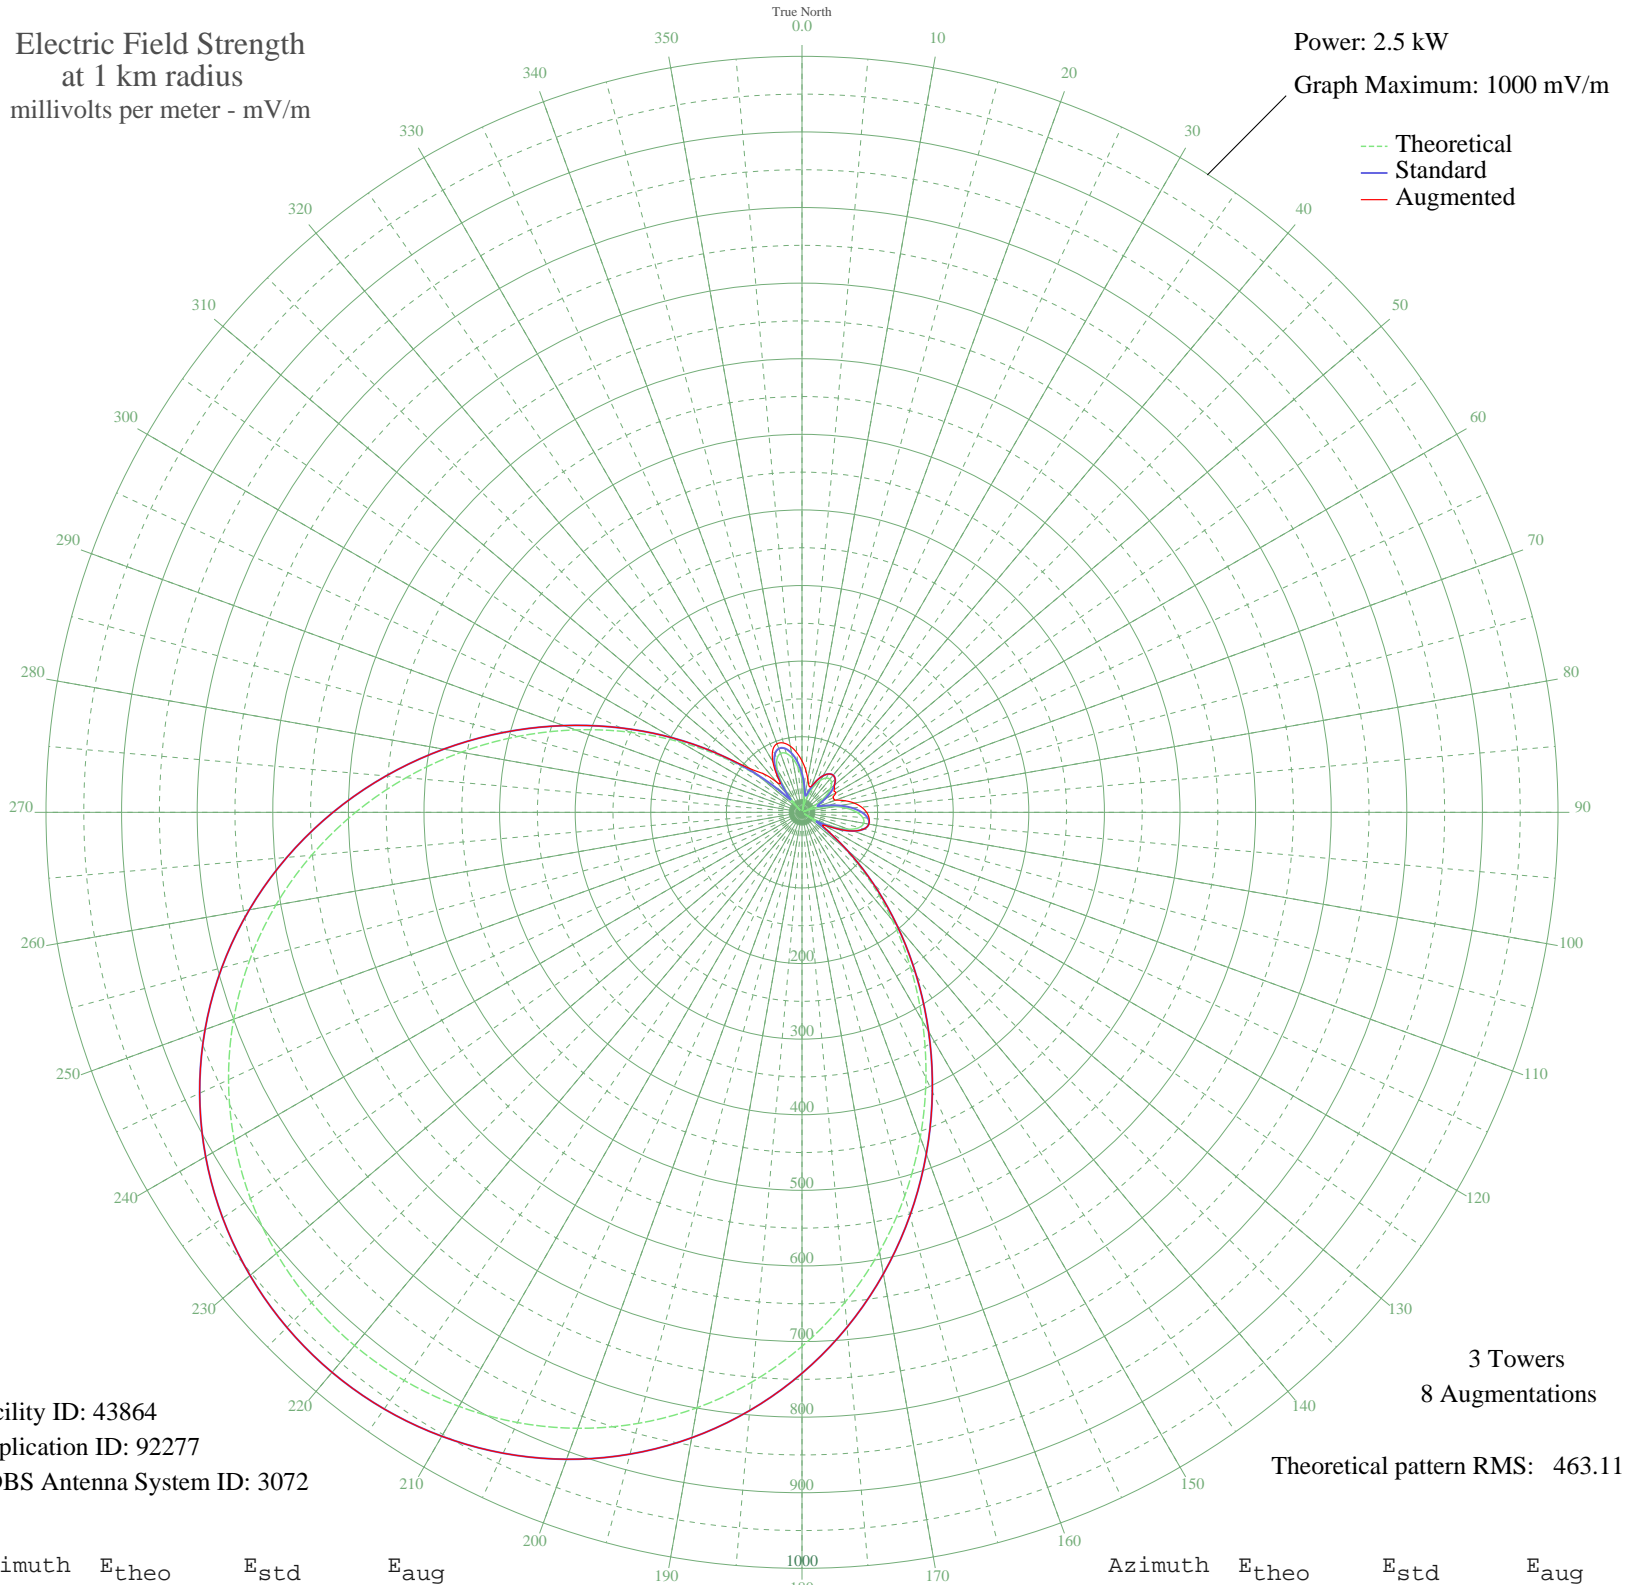 True North
0.0
Electric Field Strength
at 1 km radius
millivolts per meter - mV/m
Power: 2.5 kW
Graph Maximum: 1000 mV/m
Theoretical
Standard
Augmented
10
20
30
40
50
60
70
80
90
100
110
120
130
140
150
160
170
190
200
210
220
230
240
250
260
270
280
290
300
310
320
330
340
350
200
300
400
500
600
700
800
900
1000
3 Towers
8 Augmentations
Theoretical pattern RMS: 463.11
cility ID: 43864
plication ID: 92277
DBS Antenna System ID: 3072
imuth Etheo Estd Eaug
Azimuth Etheo Estd Eaug